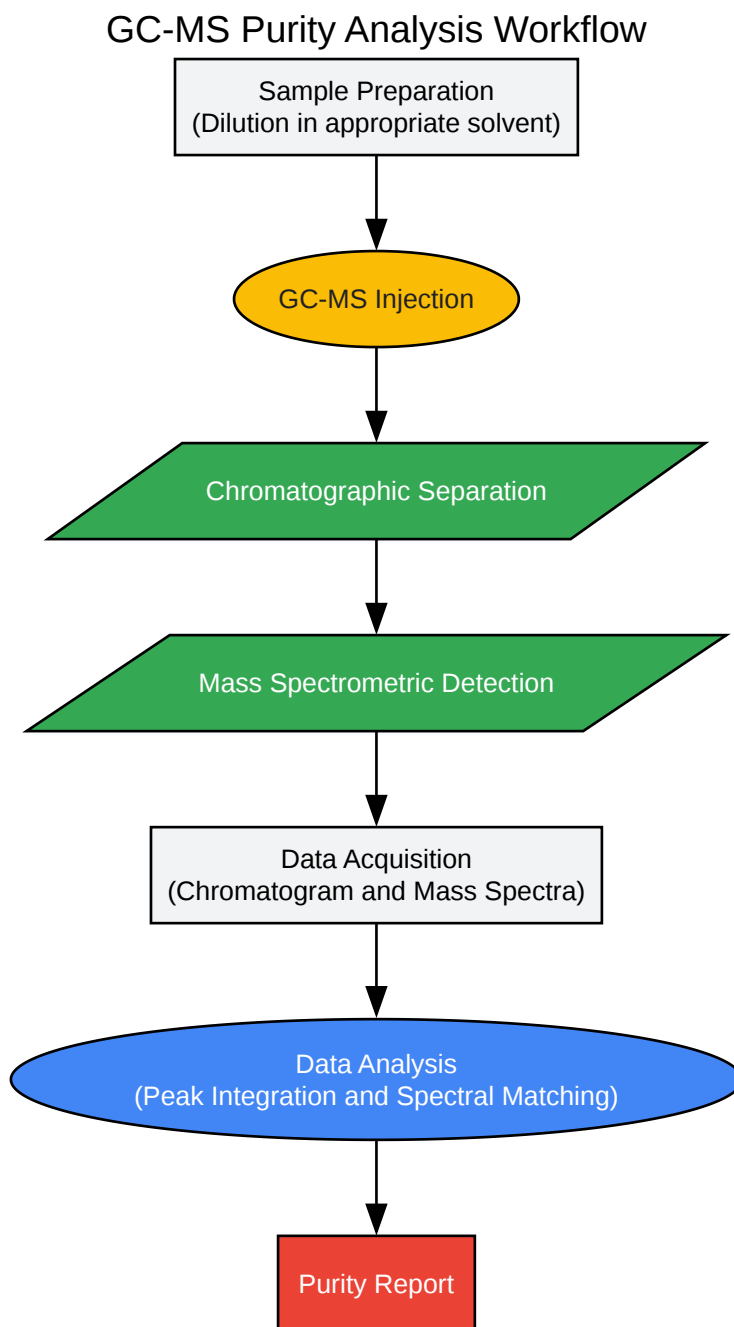 GC-MS Purity Analysis Workflow
Sample Preparation
(Dilution in appropriate solvent)
GC-MS Injection
Chromatographic Separation
Mass Spectrometric Detection
Data Acquisition
(Chromatogram and Mass Spectra)
Data Analysis
(Peak Integration and Spectral Matching)
Purity Report